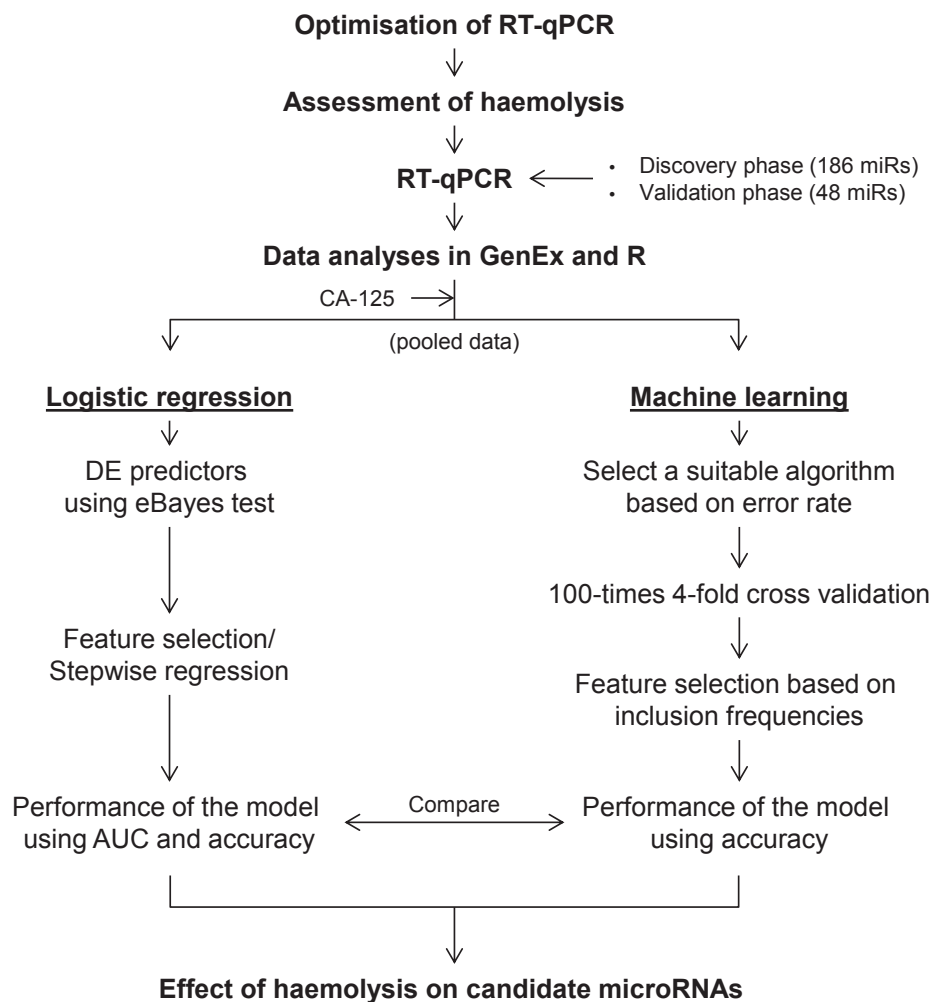 Optimisation of RT-qPCR
Assessment of haemolysis
RT-qPCR
• Discovery phase (186 miRs)
• Validation phase (48 miRs)
Data analyses in GenEx and R
CA-125
(pooled data)
Logistic regression
DE predictors
using eBayes test
Feature selection/
Stepwise regression
Performance of the model
using AUC and accuracy
Compare
Machine learning
Select a suitable algorithm
based on error rate
100-times 4-fold cross validation
Feature selection based on
inclusion frequencies
Performance of the model
using accuracy
Effect of haemolysis on candidate microRNAs